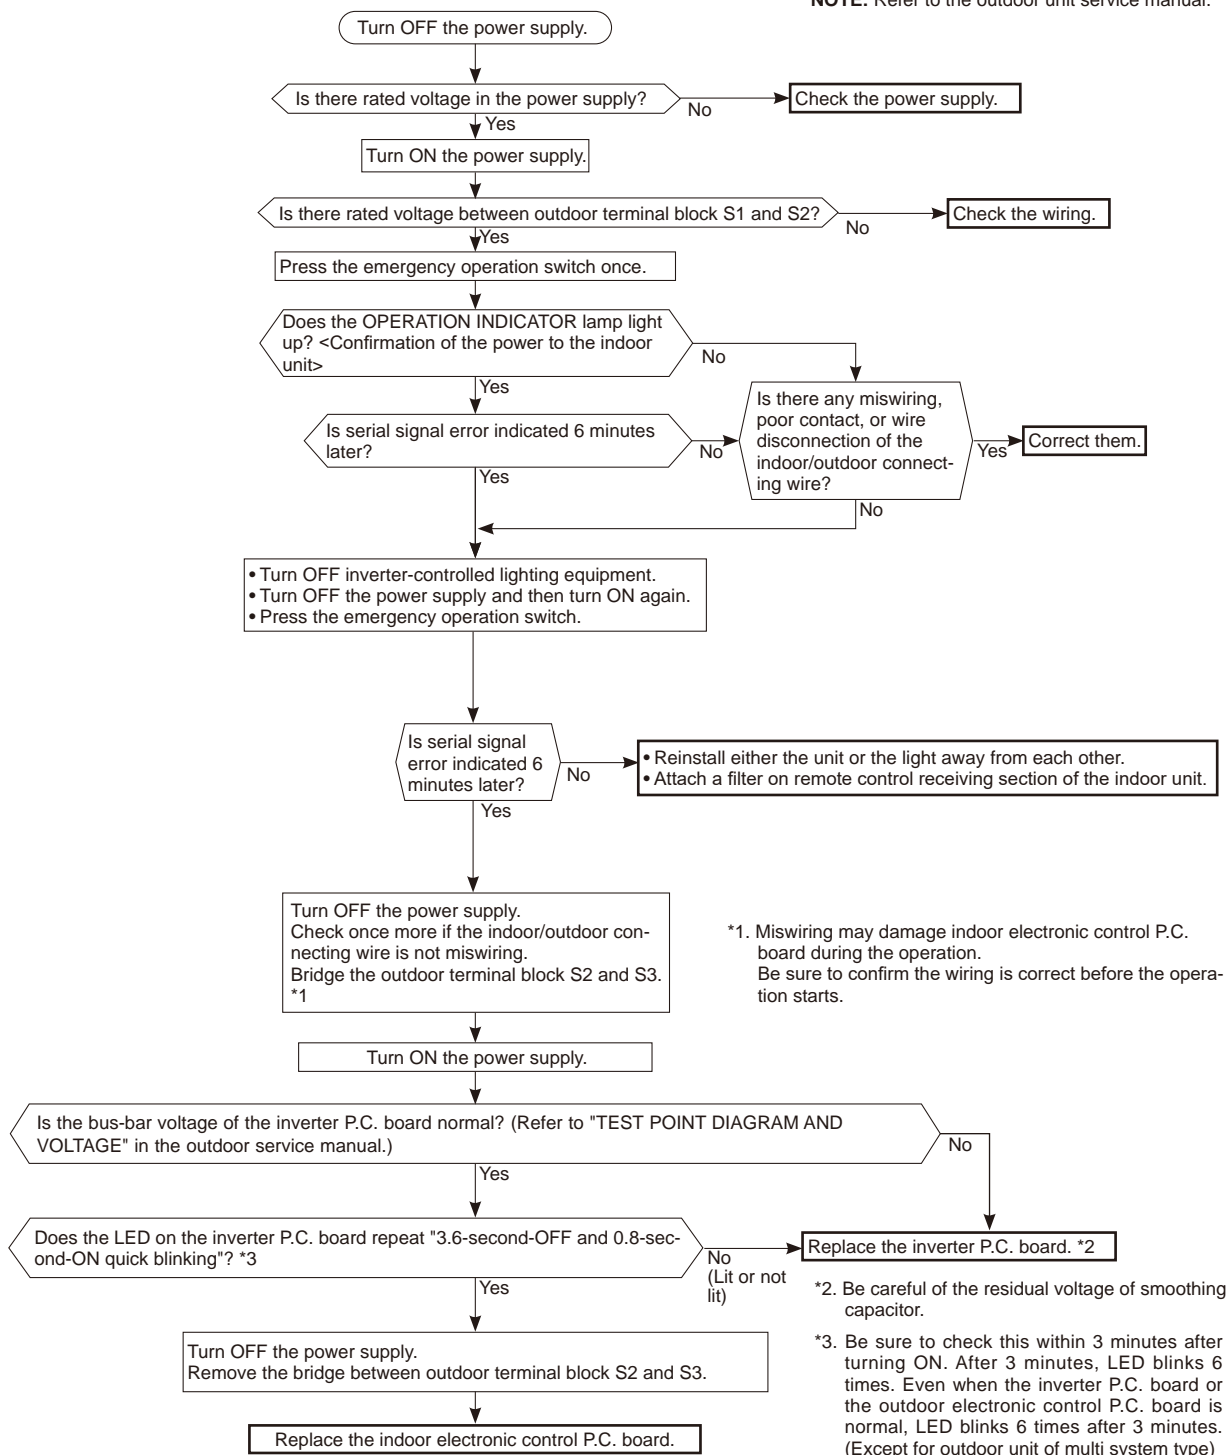 NOTE: Refer to the outdoor unit service manual.
Turn OFF the power supply.
Is there rated voltage in the power supply?
No
Check the power supply.
Yes
Turn ON the power supply.
Is there rated voltage between outdoor terminal block S1 and S2?
No
Check the wiring.
Yes
Press the emergency operation switch once.
Does the OPERATION INDICATOR lamp light
up? <Confirmation of the power to the indoor
unit>
No
Yes
Is there any miswiring,
poor contact, or wire
disconnection of the
indoor/outdoor connect-
ing wire?
Yes
Correct them.
Is serial signal error indicated 6 minutes
later?
No
Yes
No
• Turn OFF inverter-controlled lighting equipment.
• Turn OFF the power supply and then turn ON again.
• Press the emergency operation switch.
Is serial signal
error indicated 6
minutes later?
No
• Reinstall either the unit or the light away from each other.
• Attach a filter on remote control receiving section of the indoor unit.
Yes
Turn OFF the power supply.
Check once more if the indoor/outdoor con-
necting wire is not miswiring.
Bridge the outdoor terminal block S2 and S3.
*1
*1. Miswiring may damage indoor electronic control P.C.
board during the operation.
Be sure to confirm the wiring is correct before the opera-
tion starts.
Turn ON the power supply.
Is the bus-bar voltage of the inverter P.C. board normal? (Refer to "TEST POINT DIAGRAM AND
VOLTAGE" in the outdoor service manual.)
No
Yes
Does the LED on the inverter P.C. board repeat "3.6-second-OFF and 0.8-sec-
ond-ON quick blinking"? *3
No
(Lit or not
lit)
Replace the inverter P.C. board. *2
Yes
*2. Be careful of the residual voltage of smoothing
capacitor.
*3. Be sure to check this within 3 minutes after
turning ON. After 3 minutes, LED blinks 6
times. Even when the inverter P.C. board or
the outdoor electronic control P.C. board is
normal, LED blinks 6 times after 3 minutes.
(Except for outdoor unit of multi system type)
Turn OFF the power supply.
Remove the bridge between outdoor terminal block S2 and S3.
Replace the indoor electronic control P.C. board.